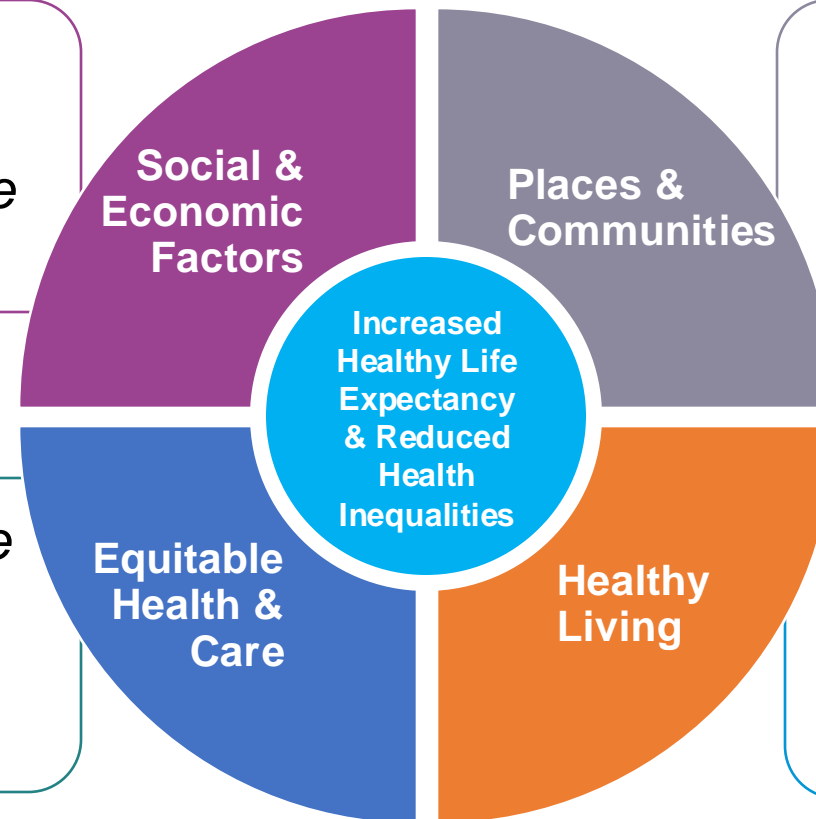 Social &
Economic
Factors
Places &
Communities
Increased
Healthy Life
Expectancy
& Reduced
Health
Inequalities
Equitable
Health &
Care
Healthy
Living
e
e